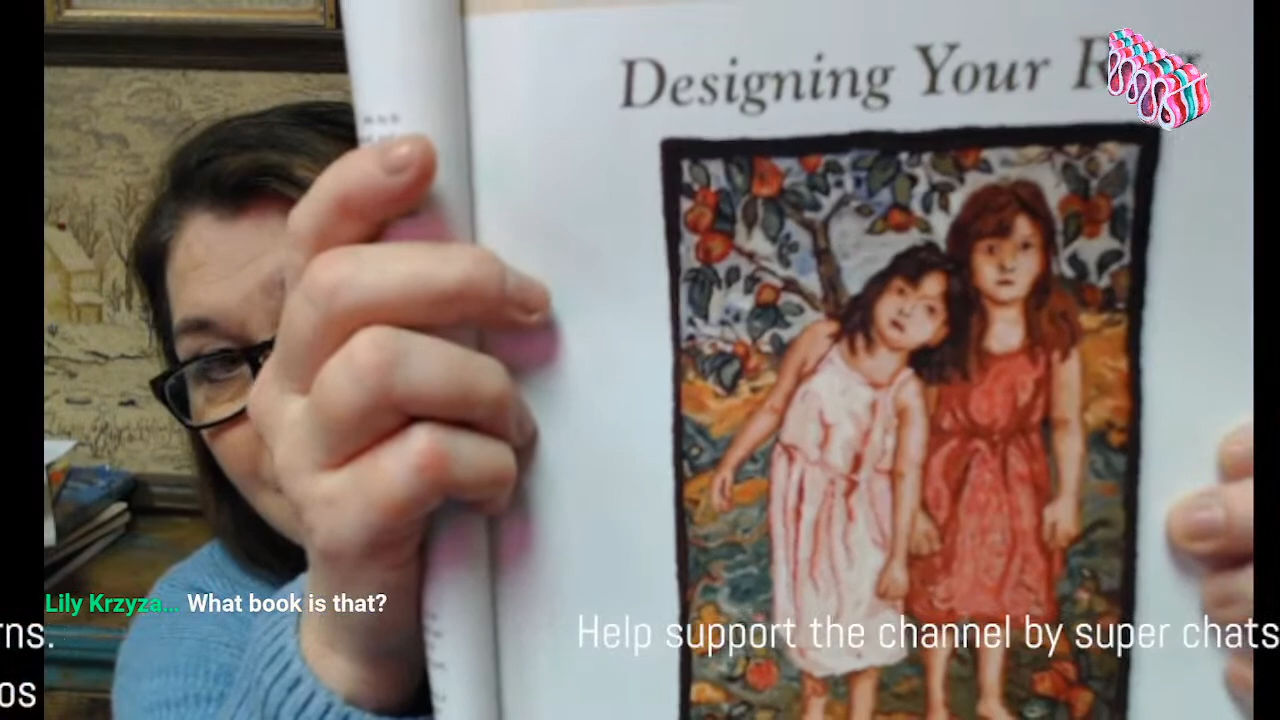 Designing Your
Lily Krzyza... What book is that?
rns.
Help support the channel by super chats
os